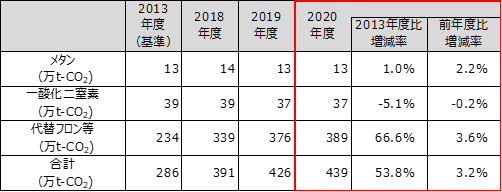 2013
年度
(基準)
2018
年度
2019
年度
2020
年度
2013年度比
増減率
前年度比
増減率
メタン
(万t-CO2)
13
14
13
13
1.0%
2.2%
一酸化二窒素
(万t-CO2)
39
39
37
37
-5.1%
-0.2%
代替フロン等
(万t-CO2)
234
339
376
389
66.6%
3.6%
合計
(万t-CO2)
286
391
426
439
53.8%
3.2%